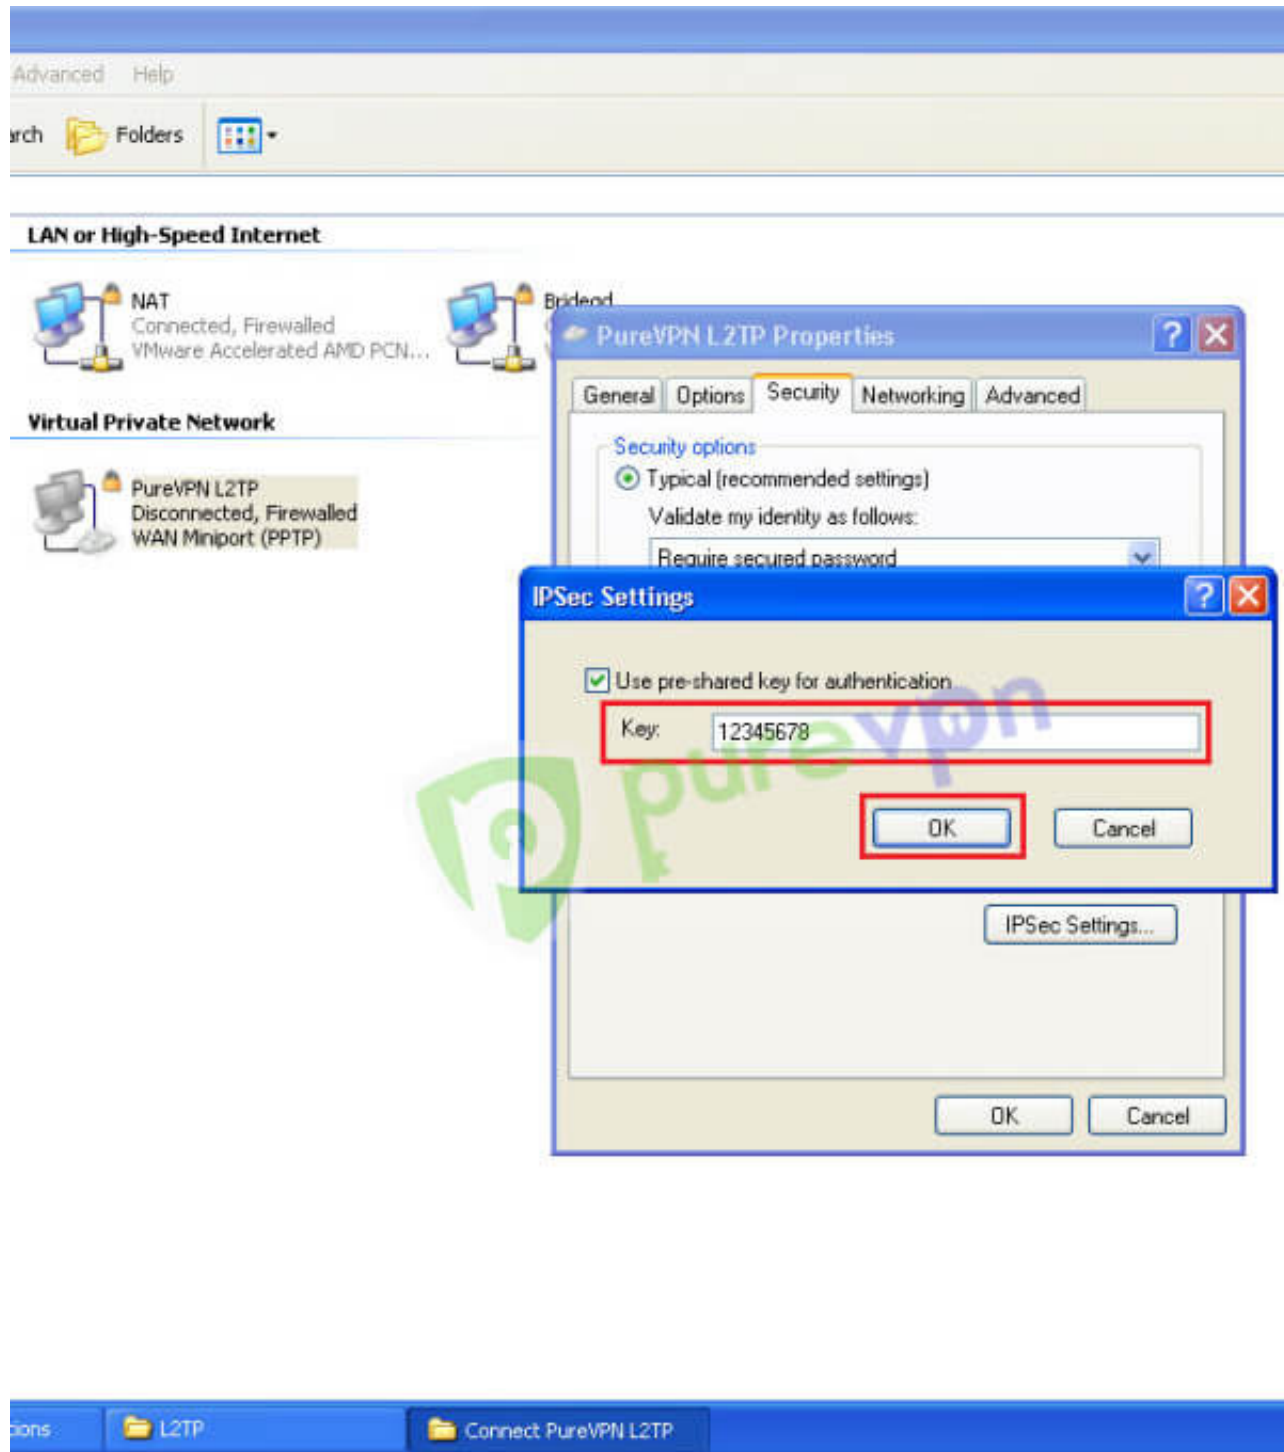 Advanced Help
Folders
LAN or High-Speed Internet
NAT
Connected, Firewalled
VMware Accelerated AMD PCN...
Bridegd
PureVPN L2TP Properties
General Options Security Networking Advanced
Security options
Typical (recommended settings)
Validate my identity as follows:
Require secured password
Virtual Private Network
PureVPN L2TP
Disconnected, Firewalled
WAN Miniport (PPTP)
IPSec Settings
Use pre-shared key for authentication
Key: 12345678
purevpn
OK Cancel
IPSec Settings...
OK Cancel
L2TP
Connect PureVPN L2TP